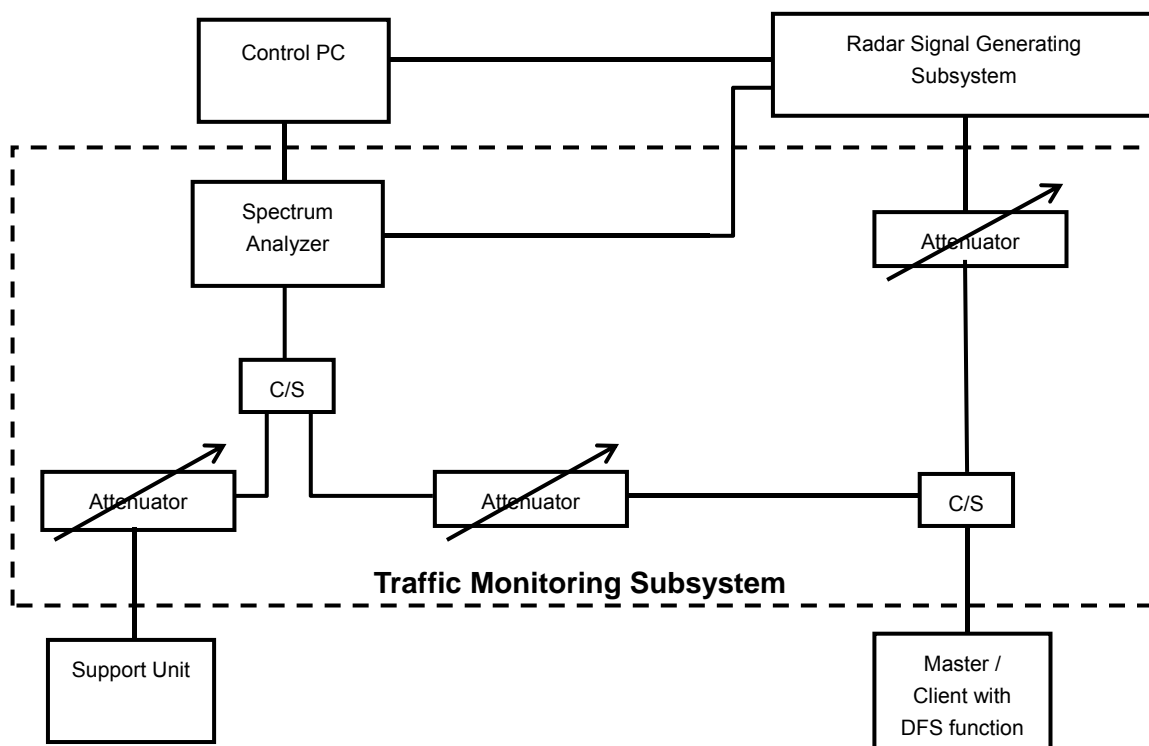 Control PC
Radar Signal Generating
Subsystem
Spectrum
Analyzer
Attenuator
C/S
Attenuator
Attenuator
C/S
Traffic Monitoring Subsystem
Support Unit
Master /
Client with
DFS function